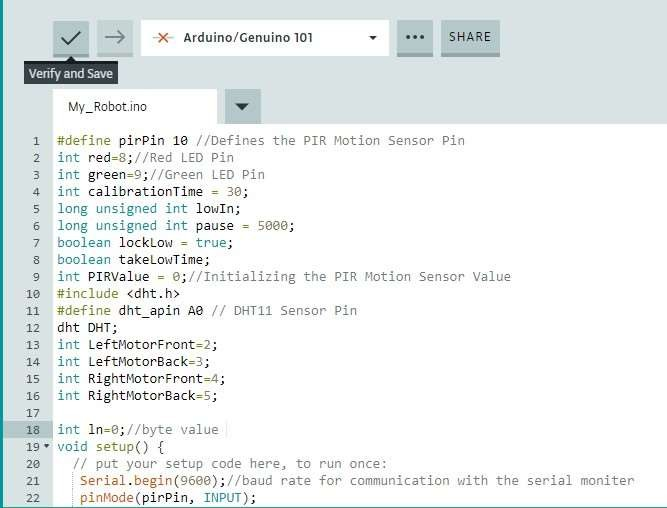 Arduino/Genuino 101
SHARE
Verify and Save
My_Robot.ino
1 #define pirPin 10 //Defines the PIR Motion Sensor Pin
2 int red=8;//Red LED Pin
3 int green=9;//Green LED Pin
4 int calibrationTime = 30;
5 long unsigned int lowIn;
6 long unsigned int pause = 5000;
7 boolean lockLow = true;
8 boolean takeLowTime;
9 int PIRValue = 0;//Initializing the PIR Motion Sensor Value
10 #include <dht.h>
11 #define dht_apin A0 // DHT11 Sensor Pin
12 dht DHT;
13 int LeftMotorFront=2;
14 int LeftMotorBack=3;
15 int RightMotorFront=4;
16 int RightMotorBack=5;
17
18 int ln=0;//byte value
19 void setup() {
20 // put your setup code here, to run once:
21 Serial.begin(9600);//baud rate for communication with the serial moniter
22 pinMode(pirPin, INPUT);